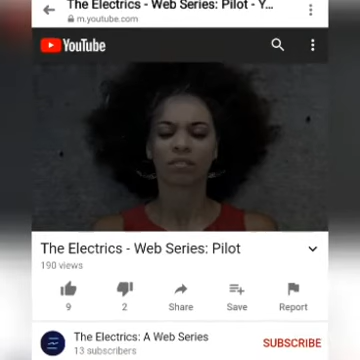 The Electrics - Web Series: Pilot - Y...
m.youtube.com
YouTube
The Electrics - Web Series: Pilot
190 views
9
2
Share
Save
Report
The Electrics: A Web Series
13 subscribers
SUBSCRIBE